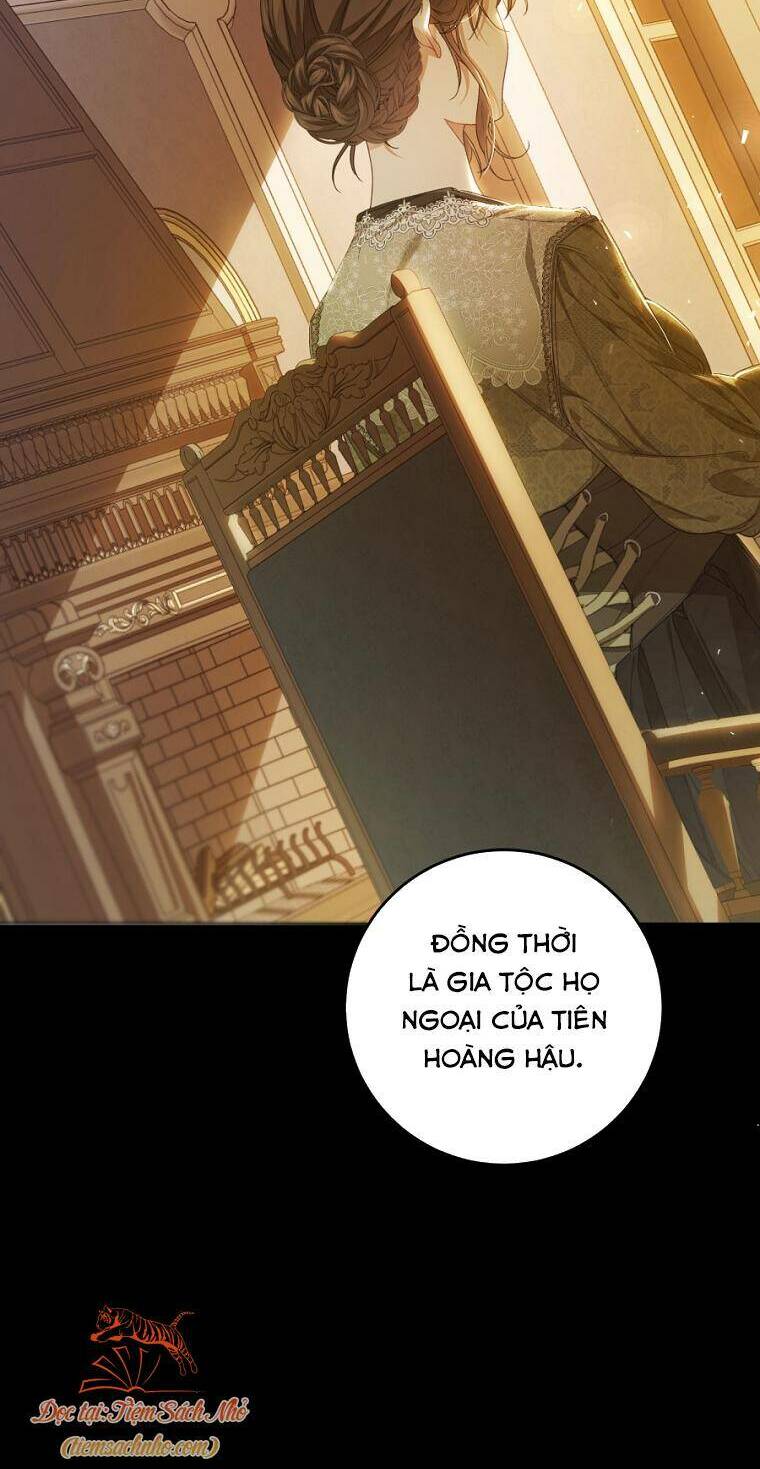 ĐỒNG THỜI
LÀ GIA TỘC HỌ
NGOẠI CỦA TIÊN
HOÀNG HẬU.
Đọc tại: Tiệm Sách Nhỏ
(tiemsachnho.com)